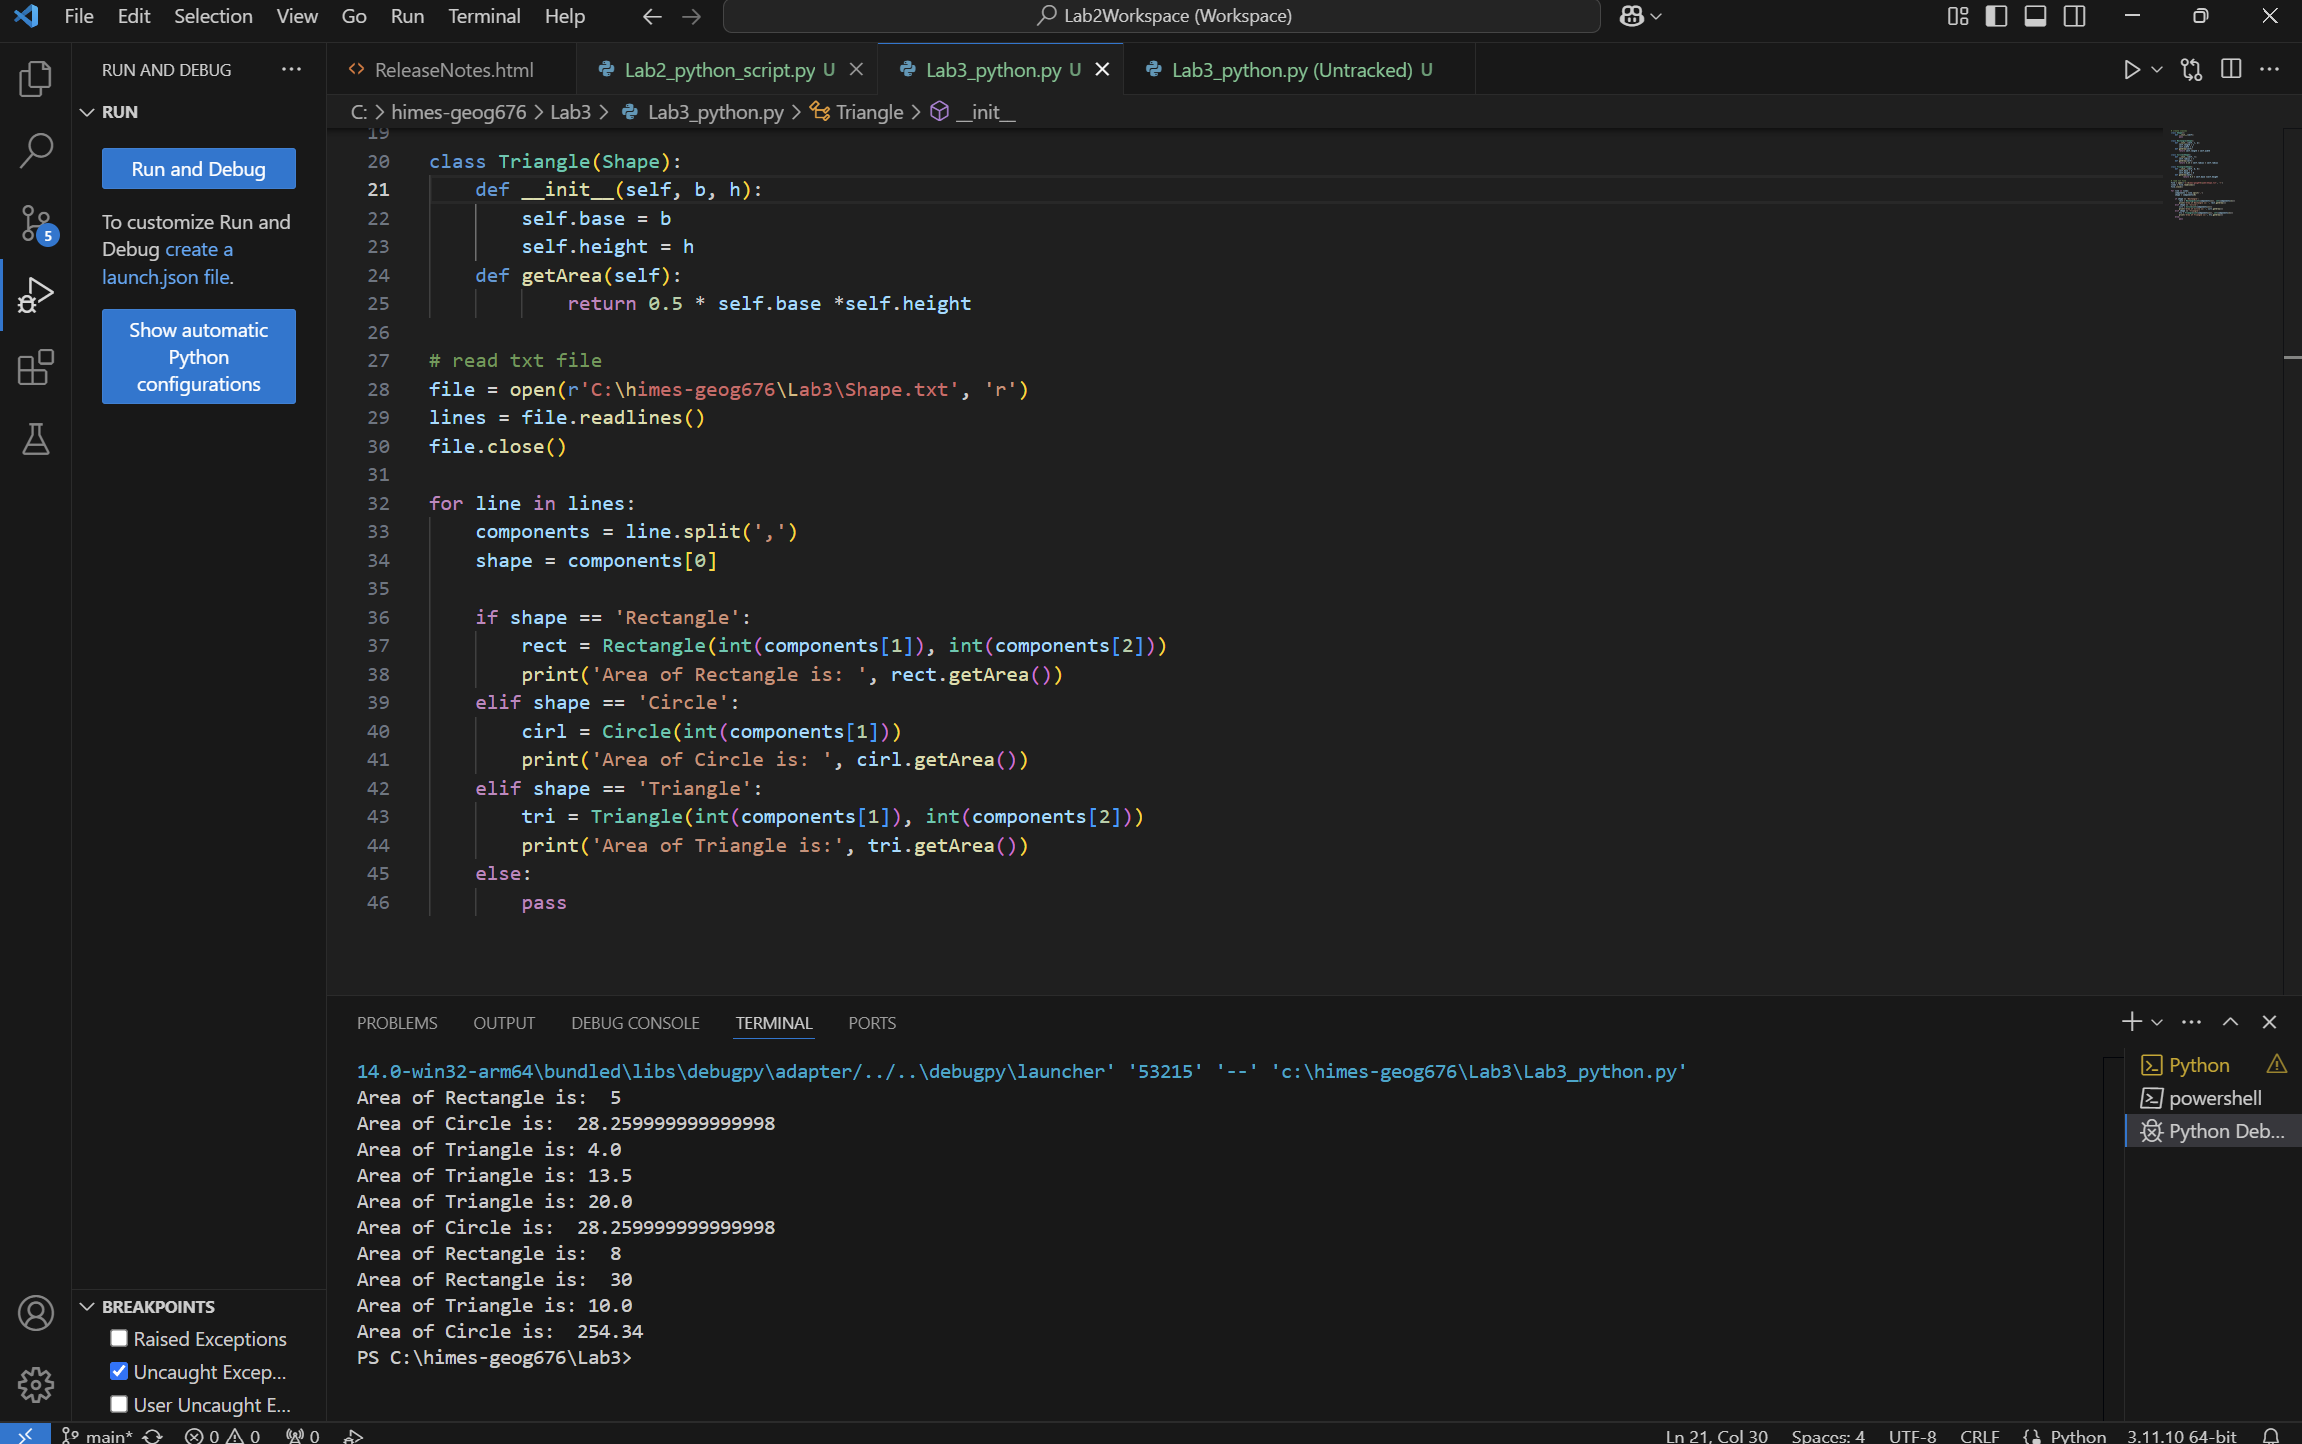 File Edit Selection View Go Run Terminal Help
Lab2Workspace (Workspace)
RUN AND DEBUG
ReleaseNotes.html
Lab2_python_script.py U
Lab3_python.py U
Lab3_python.py (Untracked) U
RUN
Run and Debug
To customize Run and
Debug create a
launch.json file.
Show automatic
Python
configurations
5
C: > himes-geog676 > Lab3 > Lab3_python.py > Triangle > __init__
19
20 class Triangle(Shape):
21     def __init__(self, b, h):
22         self.base = b
23         self.height = h
24     def getArea(self):
25             return 0.5 * self.base *self.height
26
27 # read txt file
28 file = open(r'C:\himes-geog676\Lab3\Shape.txt', 'r')
29 lines = file.readlines()
30 file.close()
31
32 for line in lines:
33     components = line.split(',')
34     shape = components[0]
35
36     if shape == 'Rectangle':
37         rect = Rectangle(int(components[1]), int(components[2]))
38         print('Area of Rectangle is: ', rect.getArea())
39     elif shape == 'Circle':
40         cirl = Circle(int(components[1]))
41         print('Area of Circle is: ', cirl.getArea())
42     elif shape == 'Triangle':
43         tri = Triangle(int(components[1]), int(components[2]))
44         print('Area of Triangle is:', tri.getArea())
45     else:
46         pass
PROBLEMS OUTPUT DEBUG CONSOLE TERMINAL PORTS
14.0-win32-arm64\bundled\libs\debugpy\adapter/../..\debugpy\launcher' '53215' '--' 'c:\himes-geog676\Lab3\Lab3_python.py'
Area of Rectangle is:  5
Area of Circle is:  28.259999999999998
Area of Triangle is: 4.0
Area of Triangle is: 13.5
Area of Triangle is: 20.0
Area of Circle is:  28.259999999999998
Area of Rectangle is:  8
Area of Rectangle is:  30
Area of Triangle is: 10.0
Area of Circle is:  254.34
PS C:\himes-geog676\Lab3>
Python
powershell
Python Deb...
BREAKPOINTS
Raised Exceptions
Uncaught Excep...
User Uncaught E...
main* 0 0 0
Ln 21, Col 30 Spaces: 4 UTF-8 CRLF Python 3.11.10 64-bit